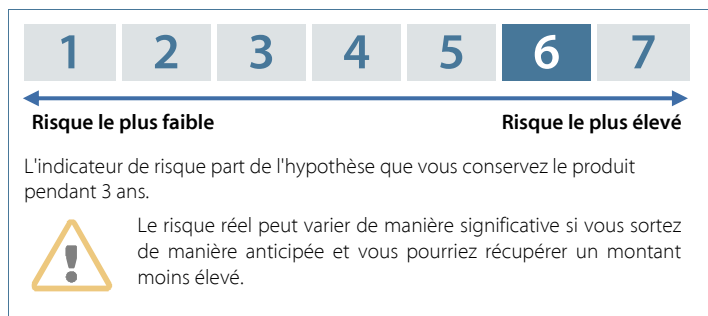 1 2 3 4 5 6 7
Risque le plus faible Risque le plus élevé
L'indicateur de risque part de l'hypothèse que vous conservez le produit
pendant 3 ans.
Le risque réel peut varier de manière significative si vous sortez
de manière anticipée et vous pourriez récupérer un montant
moins élevé.